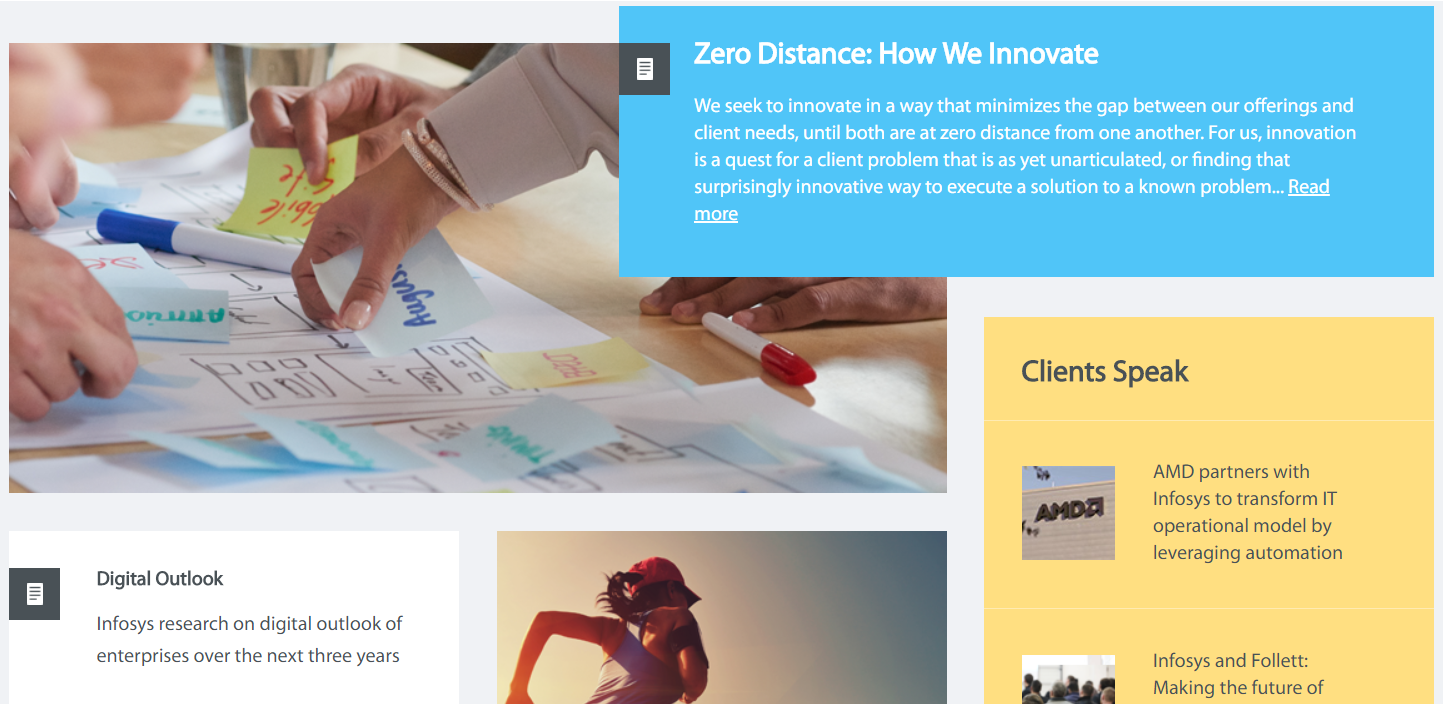 Zero Distance: How We Innovate
We seek to innovate in a way that minimizes the gap between our offerings and
client needs, until both are at zero distance from one another. For us, innovation
is a quest for a client problem that is as yet unarticulated, or finding that
surprisingly innovative way to execute a solution to a known problem... Read
more
Clients Speak
AMD
AMD partners with
Infosys to transform IT
operational model by
leveraging automation
Infosys and Follett:
Making the future of
Digital Outlook
Infosys research on digital outlook of
enterprises over the next three years